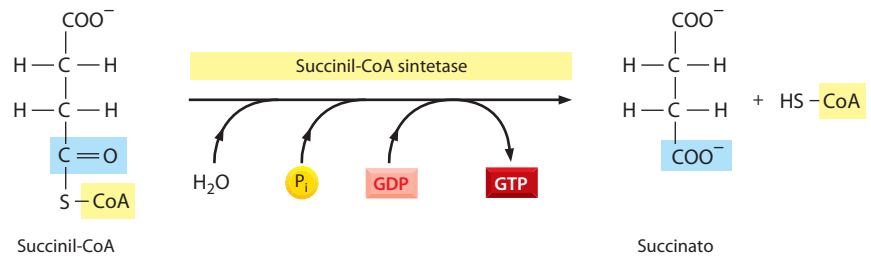 COO⁻
H—C—H
H—C—H
C=O
S—CoA
Succinil-CoA
Succinil-CoA sintetase
H₂O
Pᵢ
GDP
GTP
COO⁻
H—C—H
H—C—H
COO⁻
+ HS–CoA
Succinato